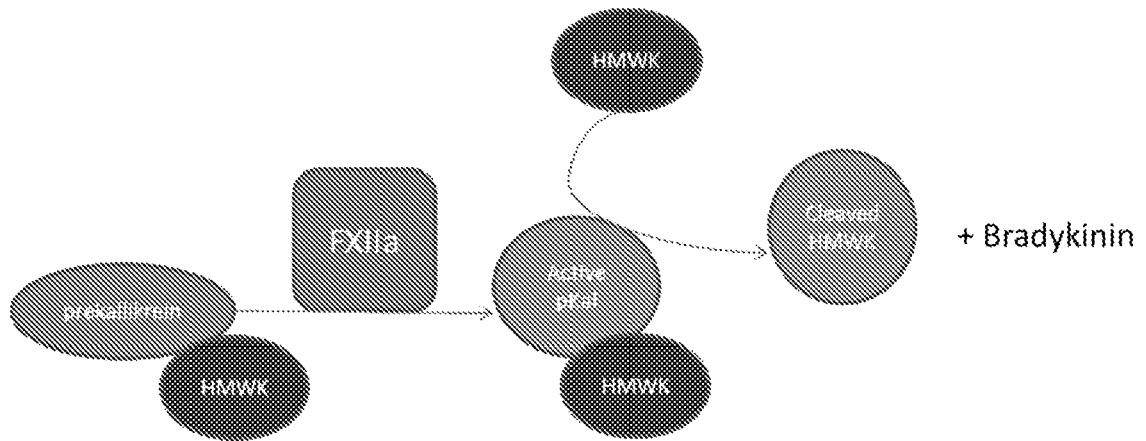 HMWK
FXIIa
Cleaved
HMWK
+ Bradykinin
Active
pKal
prekallikrein
HMWK
HMWK